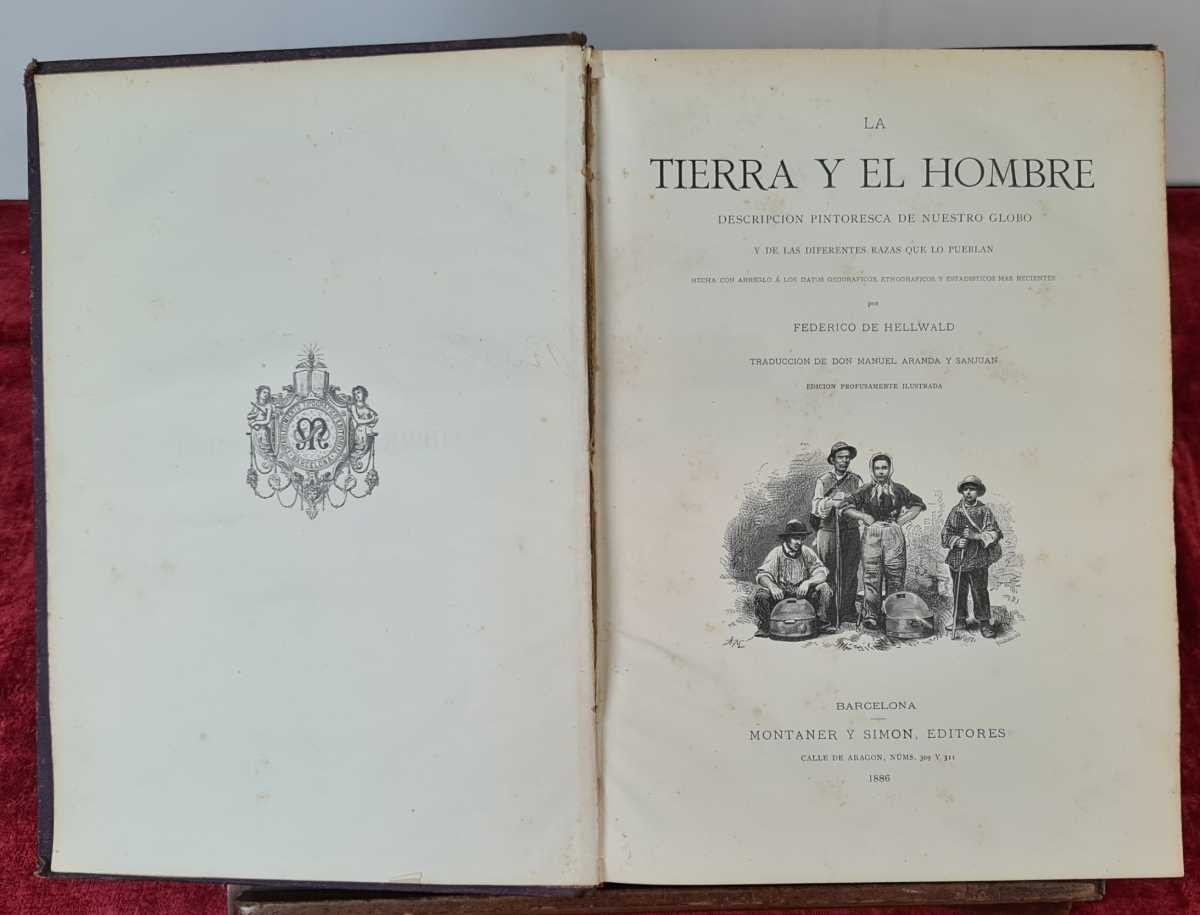 LA
TIERRA Y EL HOMBRE
DESCRIPCION PINTORESCA DE NUESTRO GLOBO
Y DE LAS DIFERENTES RAZAS QUE LO PUEBLAN
HECHA CON ARREGLO Á LOS DATOS GEOGRÁFICOS, ETNOGRÁFICOS Y ESTADÍSTICOS MAS RECIENTES
por
FEDERICO DE HELLWALD
TRADUCCION DE DON MANUEL ARANDA Y SANJUAN
EDICION PROFUSAMENTE ILUSTRADA
BARCELONA
MONTANER Y SIMON, EDITORES
CALLE DE ARAGON, NÚMS. 309 Y 311
1886